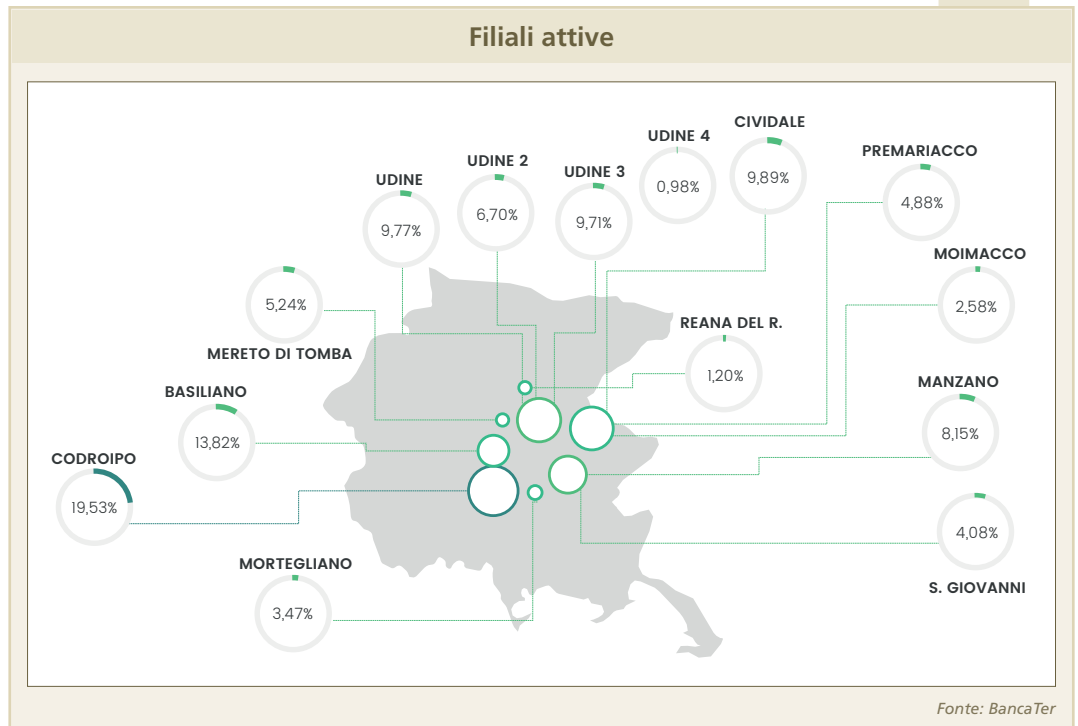 Filiali attive
UDINE
9,77%
UDINE 2
6,70%
UDINE 3
9,71%
UDINE 4
0,98%
CIVIDALE
9,89%
PREMARIACCO
4,88%
MOIMACCO
2,58%
5,24%
MERETO DI TOMBA
REANA DEL R.
1,20%
BASILIANO
13,82%
MANZANO
8,15%
CODROIPO
19,53%
4,08%
S. GIOVANNI
MORTEGLIANO
3,47%
Fonte: BancaTer